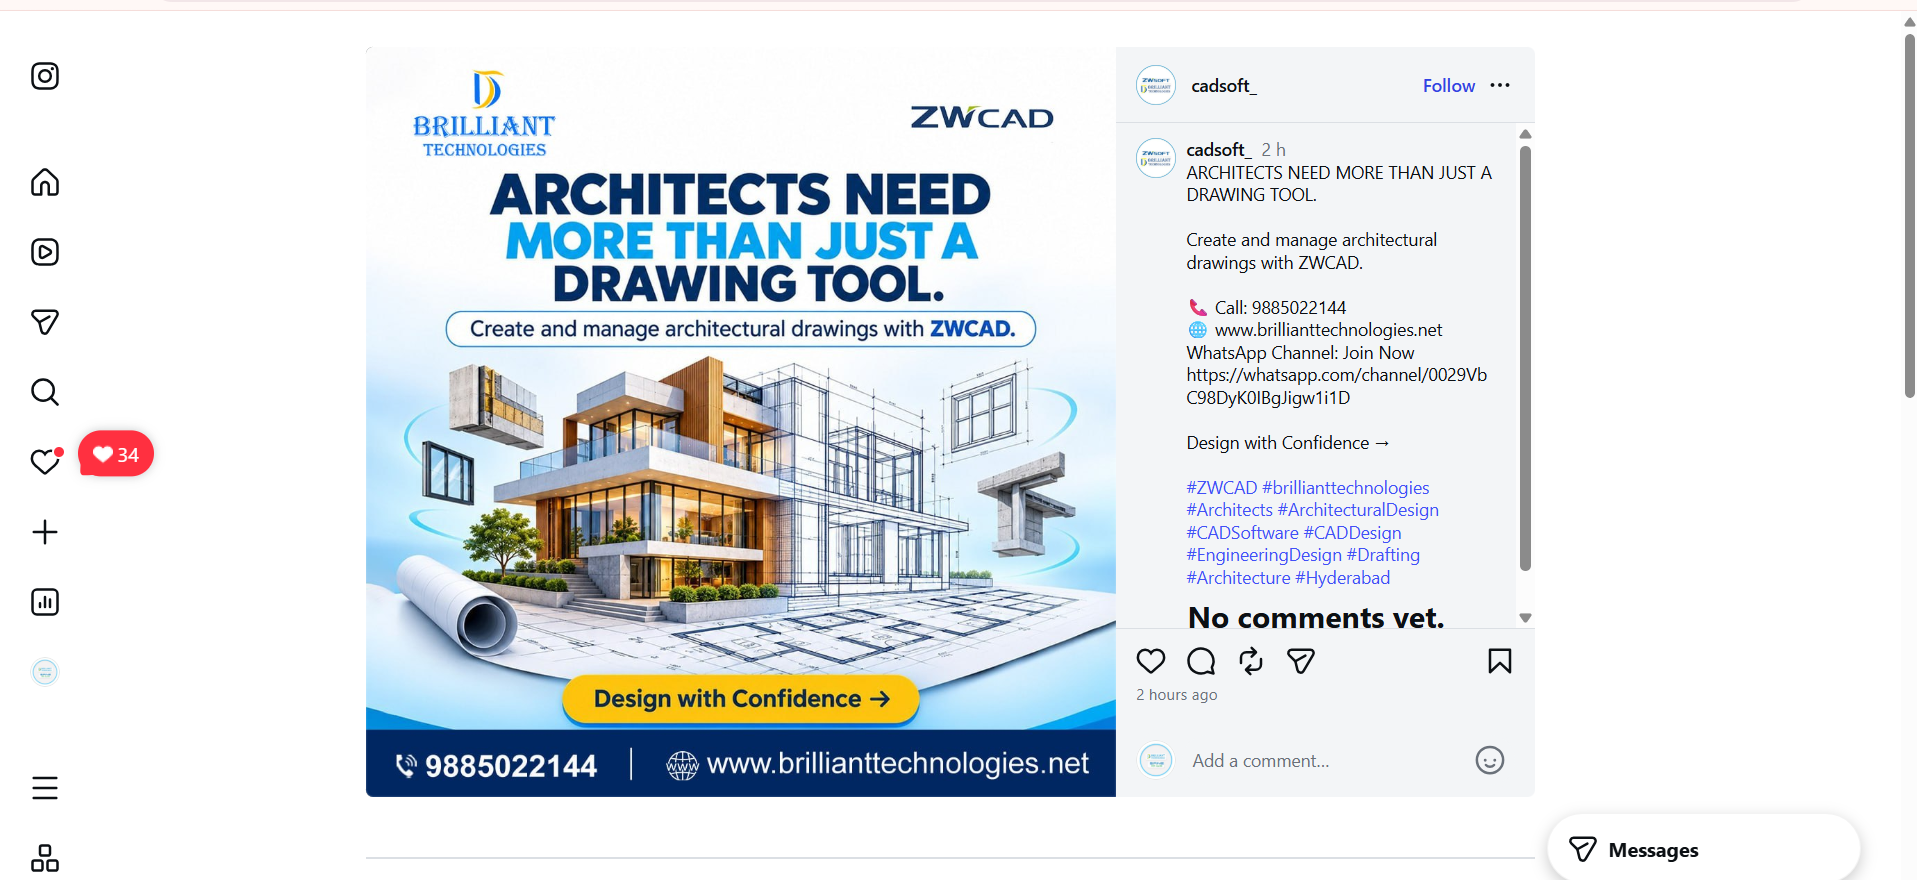 BRILLIANT
TECHNOLOGIES
ZWCAD
ARCHITECTS NEED
MORE THAN JUST A
DRAWING TOOL.
Create and manage architectural drawings with ZWCAD.
Design with Confidence →
9885022144
www.brillianttechnologies.net
34
cadsoft_
Follow
cadsoft_ 2 h
ARCHITECTS NEED MORE THAN JUST A
DRAWING TOOL.
Create and manage architectural
drawings with ZWCAD.
📞 Call: 9885022144
🌐 www.brillianttechnologies.net
WhatsApp Channel: Join Now
https://whatsapp.com/channel/0029Vb
C98DyK0IBgJigw1i1D
Design with Confidence →
#ZWCAD #brillianttechnologies
#Architects #ArchitecturalDesign
#CADSoftware #CADDesign
#EngineeringDesign #Drafting
#Architecture #Hyderabad
No comments yet.
2 hours ago
Add a comment...
Messages